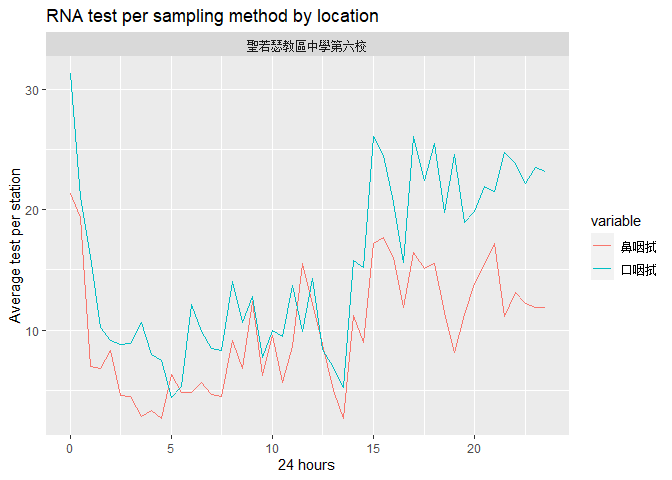 RNA test per sampling method by location
聖若瑟教區中學第六校
Average test per station
30
20
10
0
5
10
15
20
24 hours
variable
鼻咽拭
口咽拭